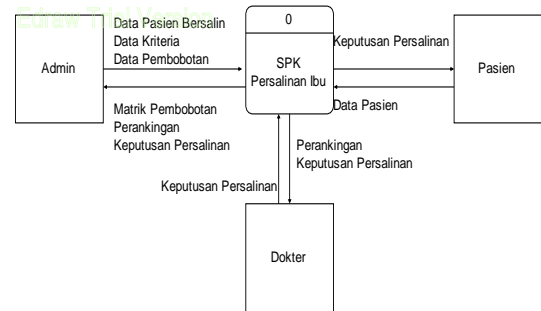 Edraw Trial Version
Data Pasien Bersalin
Data Kriteria
Data Pembobotan
Admin
0
SPK
Persalinan Ibu
Keputusan Persalinan
Pasien
Data Pasien
Matrik Pembobotan
Perankingan
Keputusan Persalinan
Perankingan
Keputusan Persalinan
Keputusan Persalinan
Dokter